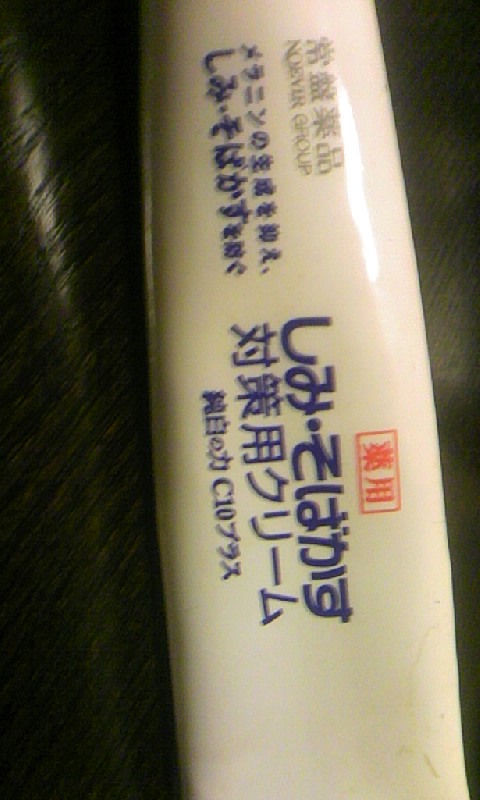 常盤薬品
NOEVIR GROUP
メラニンの生成を抑え、
しみ・そばかすを防ぐ
薬用
しみ・そばかす
対策用クリーム
純白の力 C10プラス